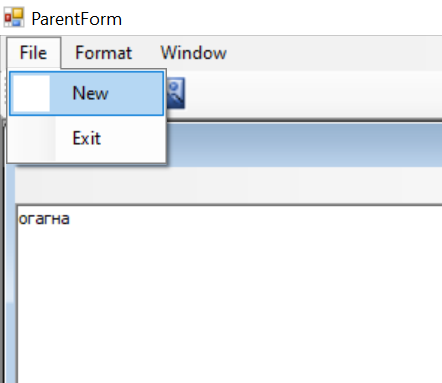 ParentForm
File Format Window
New
Exit
огагна